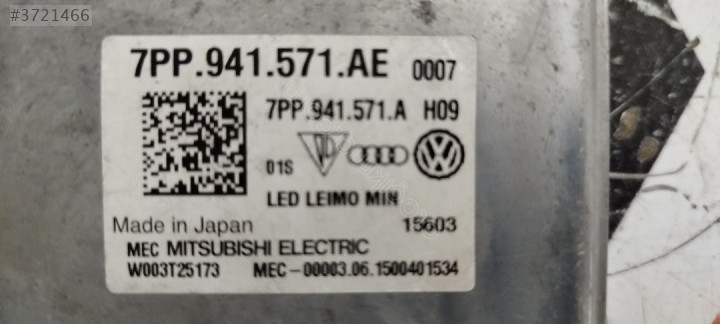 #3721466
7PP.941.571.AE 0007
7PP.941.571.A H09
01S
LED LEIMO MIN
Made in Japan 15603
MEC MITSUBISHI ELECTRIC
W003T25173 MEC-00003.06.1500401534